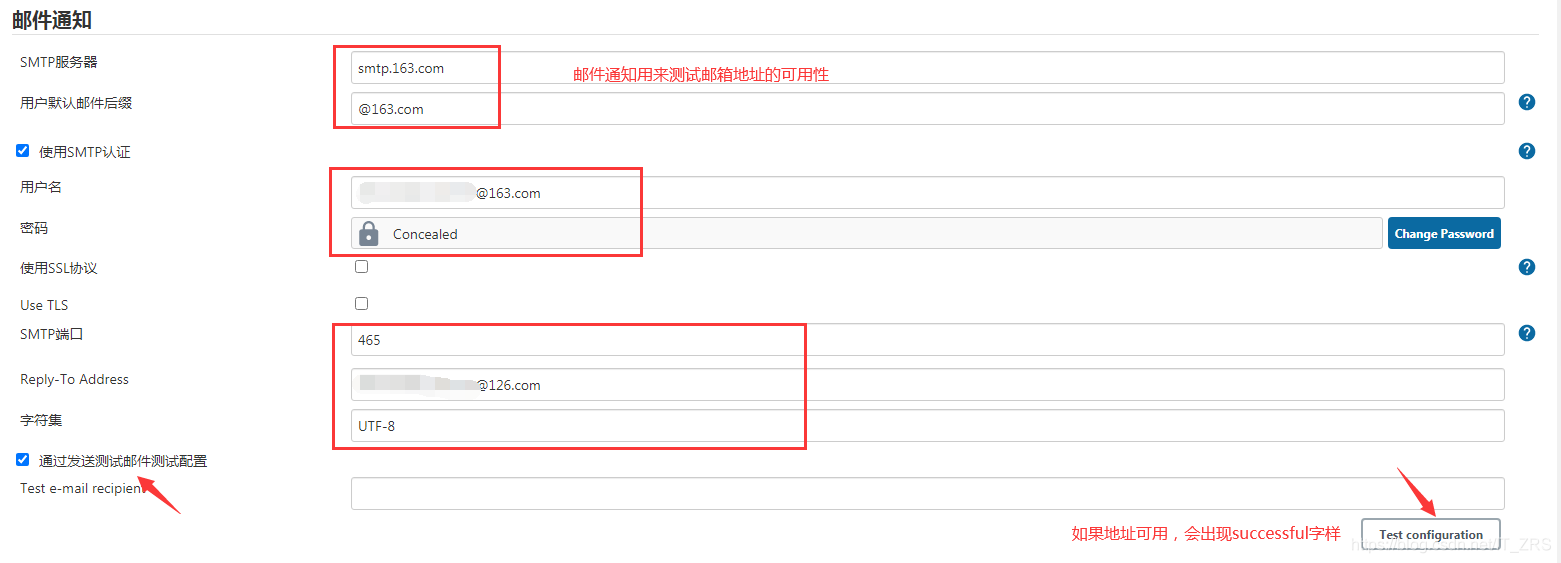 邮件通知
SMTP服务器
smtp.163.com
邮件通知用来测试邮箱地址的可用性
用户默认邮件后缀
@163.com
使用SMTP认证
用户名
@163.com
密码
Concealed
Change Password
使用SSL协议
Use TLS
SMTP端口
465
Reply-To Address
@126.com
字符集
UTF-8
通过发送测试邮件测试配置
Test e-mail recipient
如果地址可用，会出现successful字样
Test configuration
https://blog.csdn.net/IT_ZRS